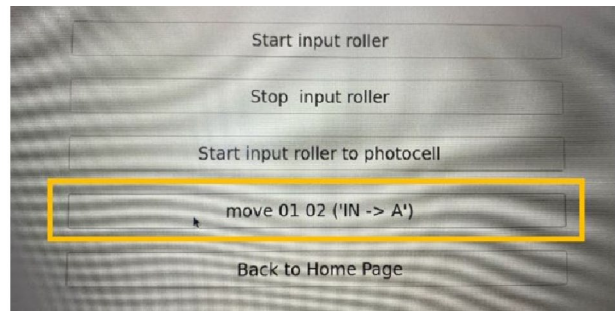 Start input roller
Stop input roller
Start input roller to photocell
move 01 02 ('IN -> A')
Back to Home Page